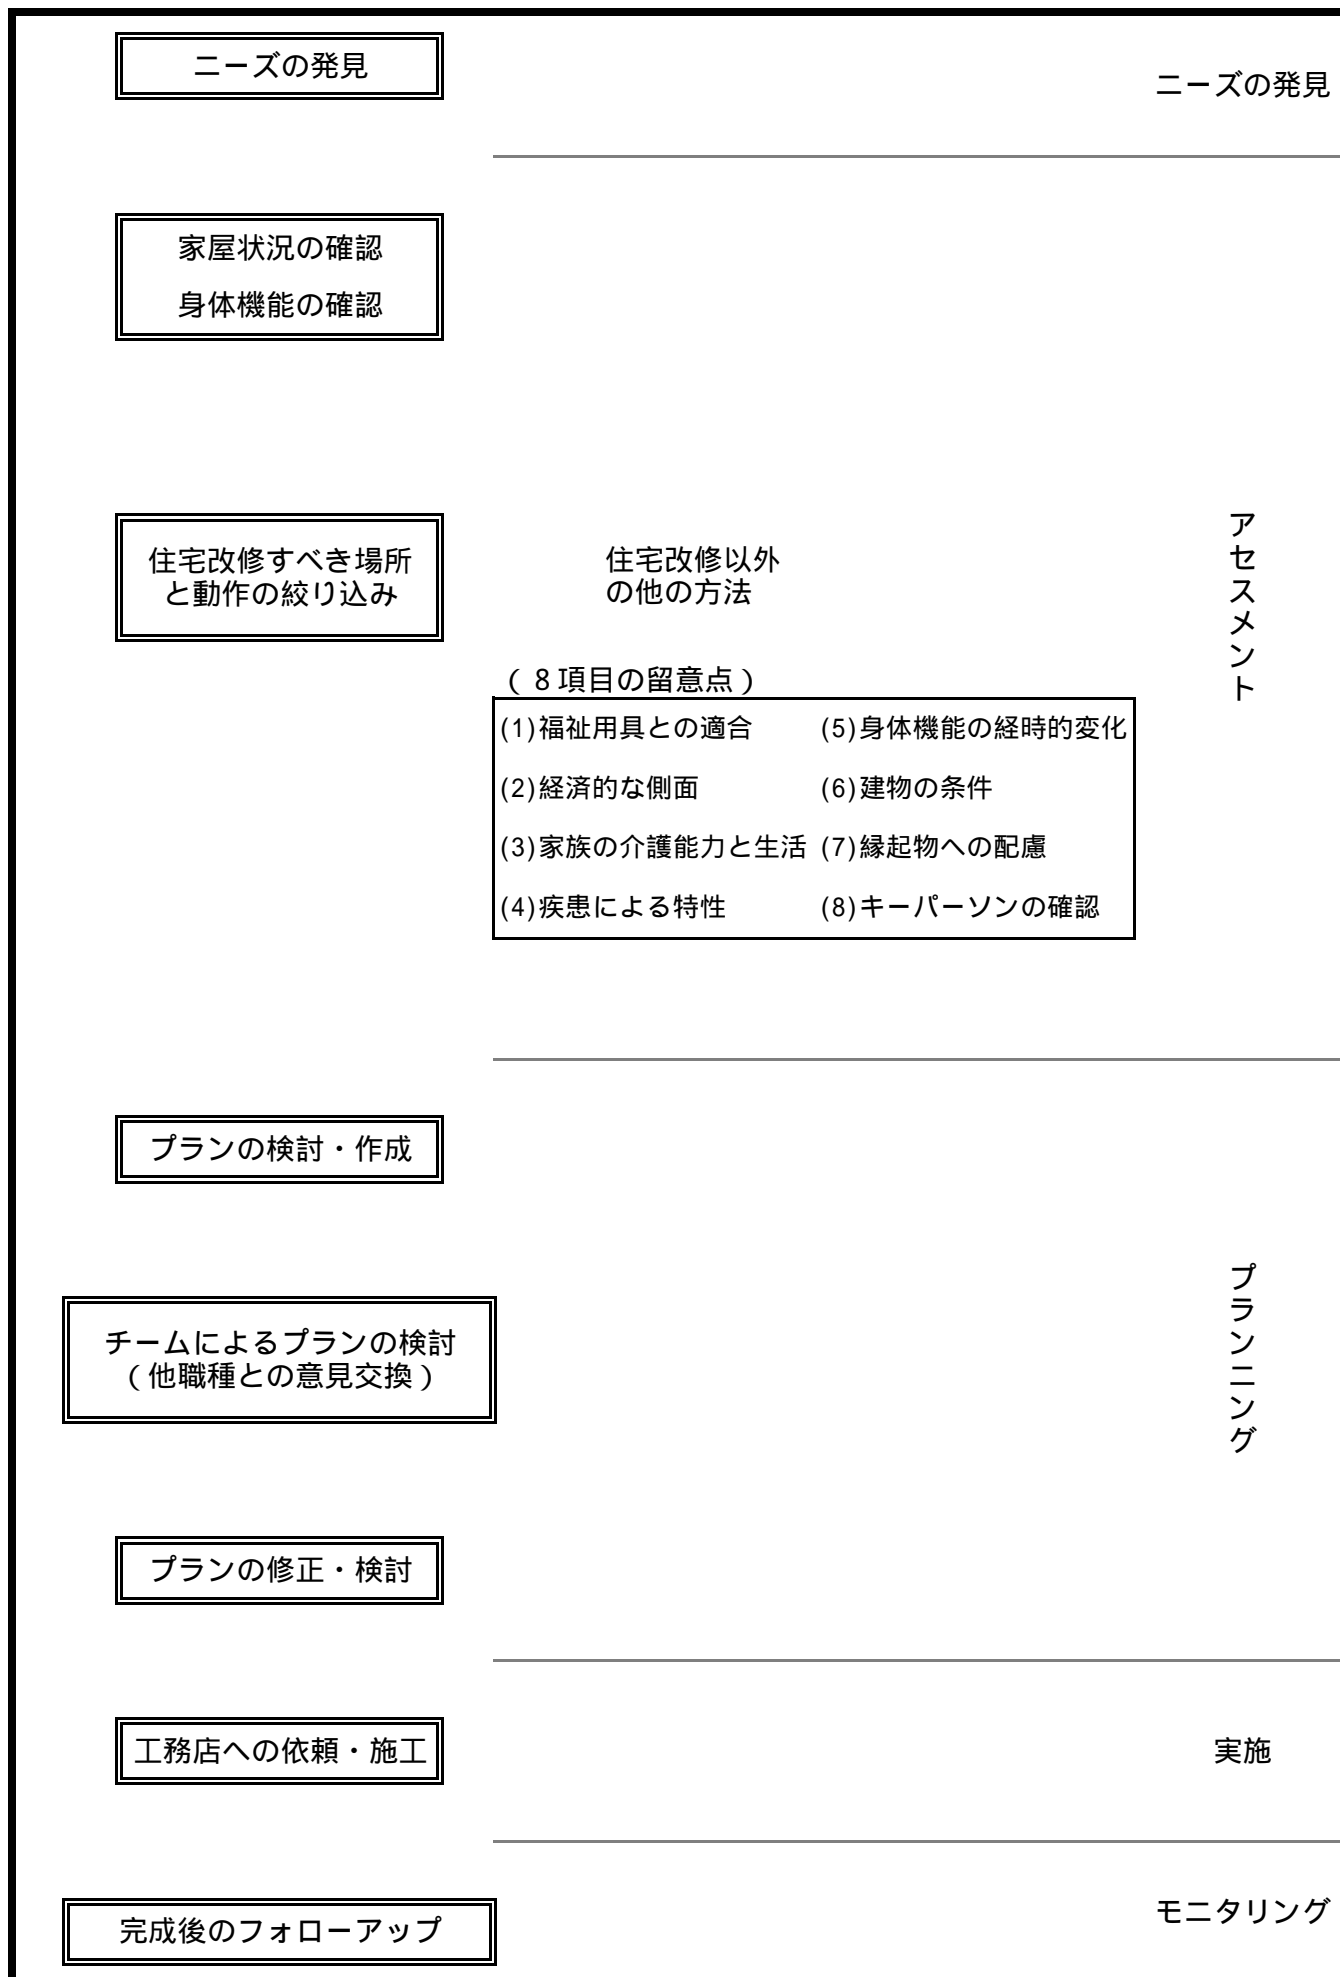 ニーズの発見
ニーズの発見
家屋状況の確認
身体機能の確認
住宅改修すべき場所
と動作の絞り込み
住宅改修以外
の他の方法
アセスメント
（８項目の留意点）
(1)福祉用具との適合 (5)身体機能の経時的変化
(2)経済的な側面 (6)建物の条件
(3)家族の介護能力と生活 (7)縁起物への配慮
(4)疾患による特性 (8)キーパーソンの確認
プランの検討・作成
チームによるプランの検討
（他職種との意見交換）
プランニング
プランの修正・検討
工務店への依頼・施工
実施
完成後のフォローアップ
モニタリング